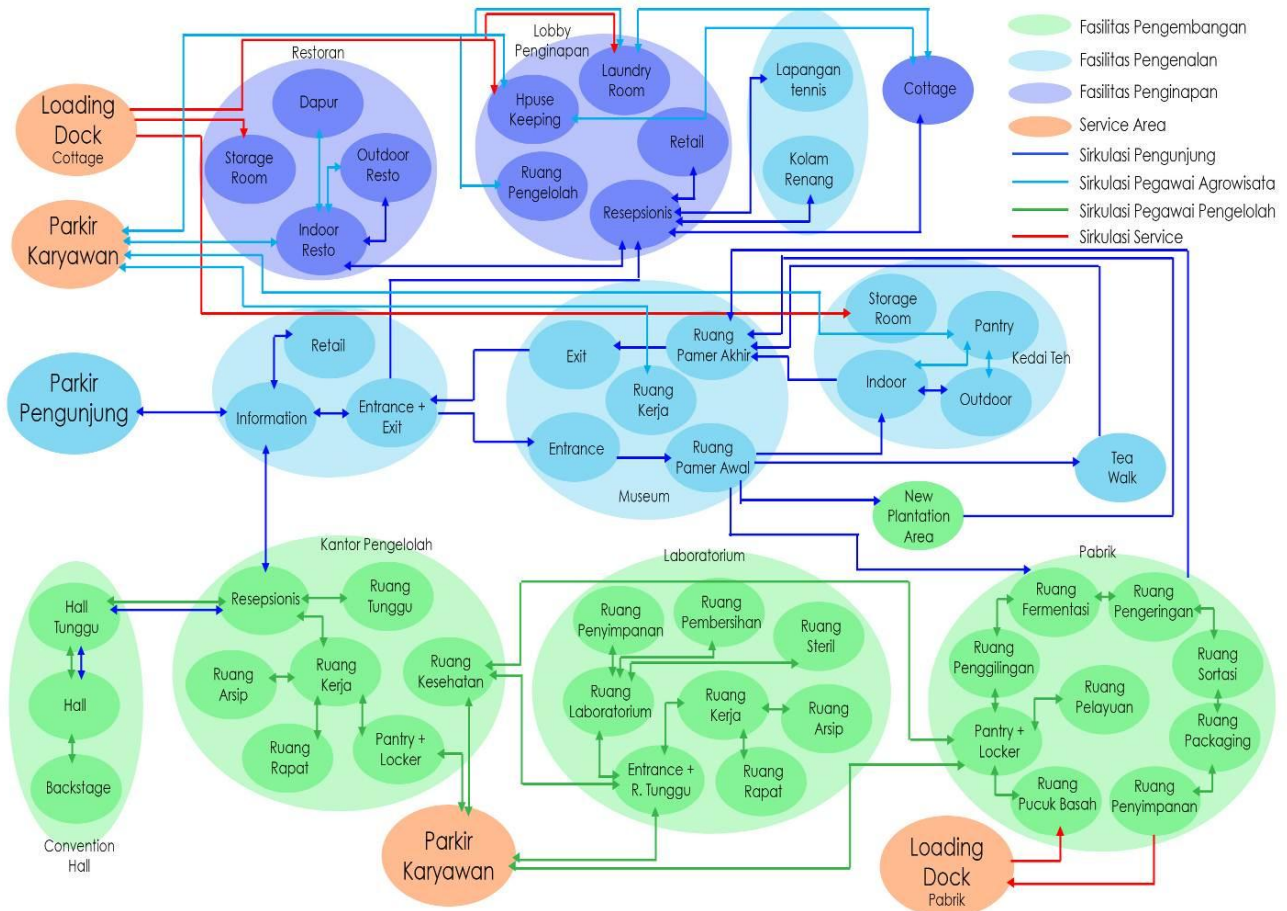 Restoran
Loading
Dock
Cottage
Dapur
Storage
Room
Outdoor
Resto
Indoor
Resto
Parkir
Karyawan
Lobby
Penginapan
Laundry
Room
Hpuse
Keeping
Retail
Ruang
Pengelolah
Resepsionis
Lapangan
tennis
Kolam
Renang
Cottage
Fasilitas Pengembangan
Fasilitas Pengenalan
Fasilitas Penginapan
Service Area
Sirkulasi Pengunjung
Sirkulasi Pegawai Agrowisata
Sirkulasi Pegawai Pengelolah
Sirkulasi Service
Parkir
Pengunjung
Retail
Information
Entrance +
Exit
Exit
Ruang
Pamer Akhir
Ruang
Kerja
Entrance
Ruang
Pamer Awal
Museum
Storage
Room
Pantry
Kedai Teh
Indoor
Outdoor
Tea
Walk
New
Plantation
Area
Hall
Tunggu
Hall
Backstage
Convention
Hall
Kantor Pengelolah
Resepsionis
Ruang
Tunggu
Ruang
Arsip
Ruang
Kerja
Ruang
Kesehatan
Ruang
Rapat
Pantry +
Locker
Parkir
Karyawan
Laboratorium
Ruang
Penyimpanan
Ruang
Pembersihan
Ruang
Steril
Ruang
Laboratorium
Ruang
Kerja
Ruang
Arsip
Entrance +
R. Tunggu
Ruang
Rapat
Pabrik
Ruang
Fermentasi
Ruang
Pengeringan
Ruang
Penggilingan
Ruang
Sortasi
Ruang
Pelayuan
Pantry +
Locker
Ruang
Packaging
Ruang
Pucuk Basah
Ruang
Penyimpanan
Loading
Dock
Pabrik